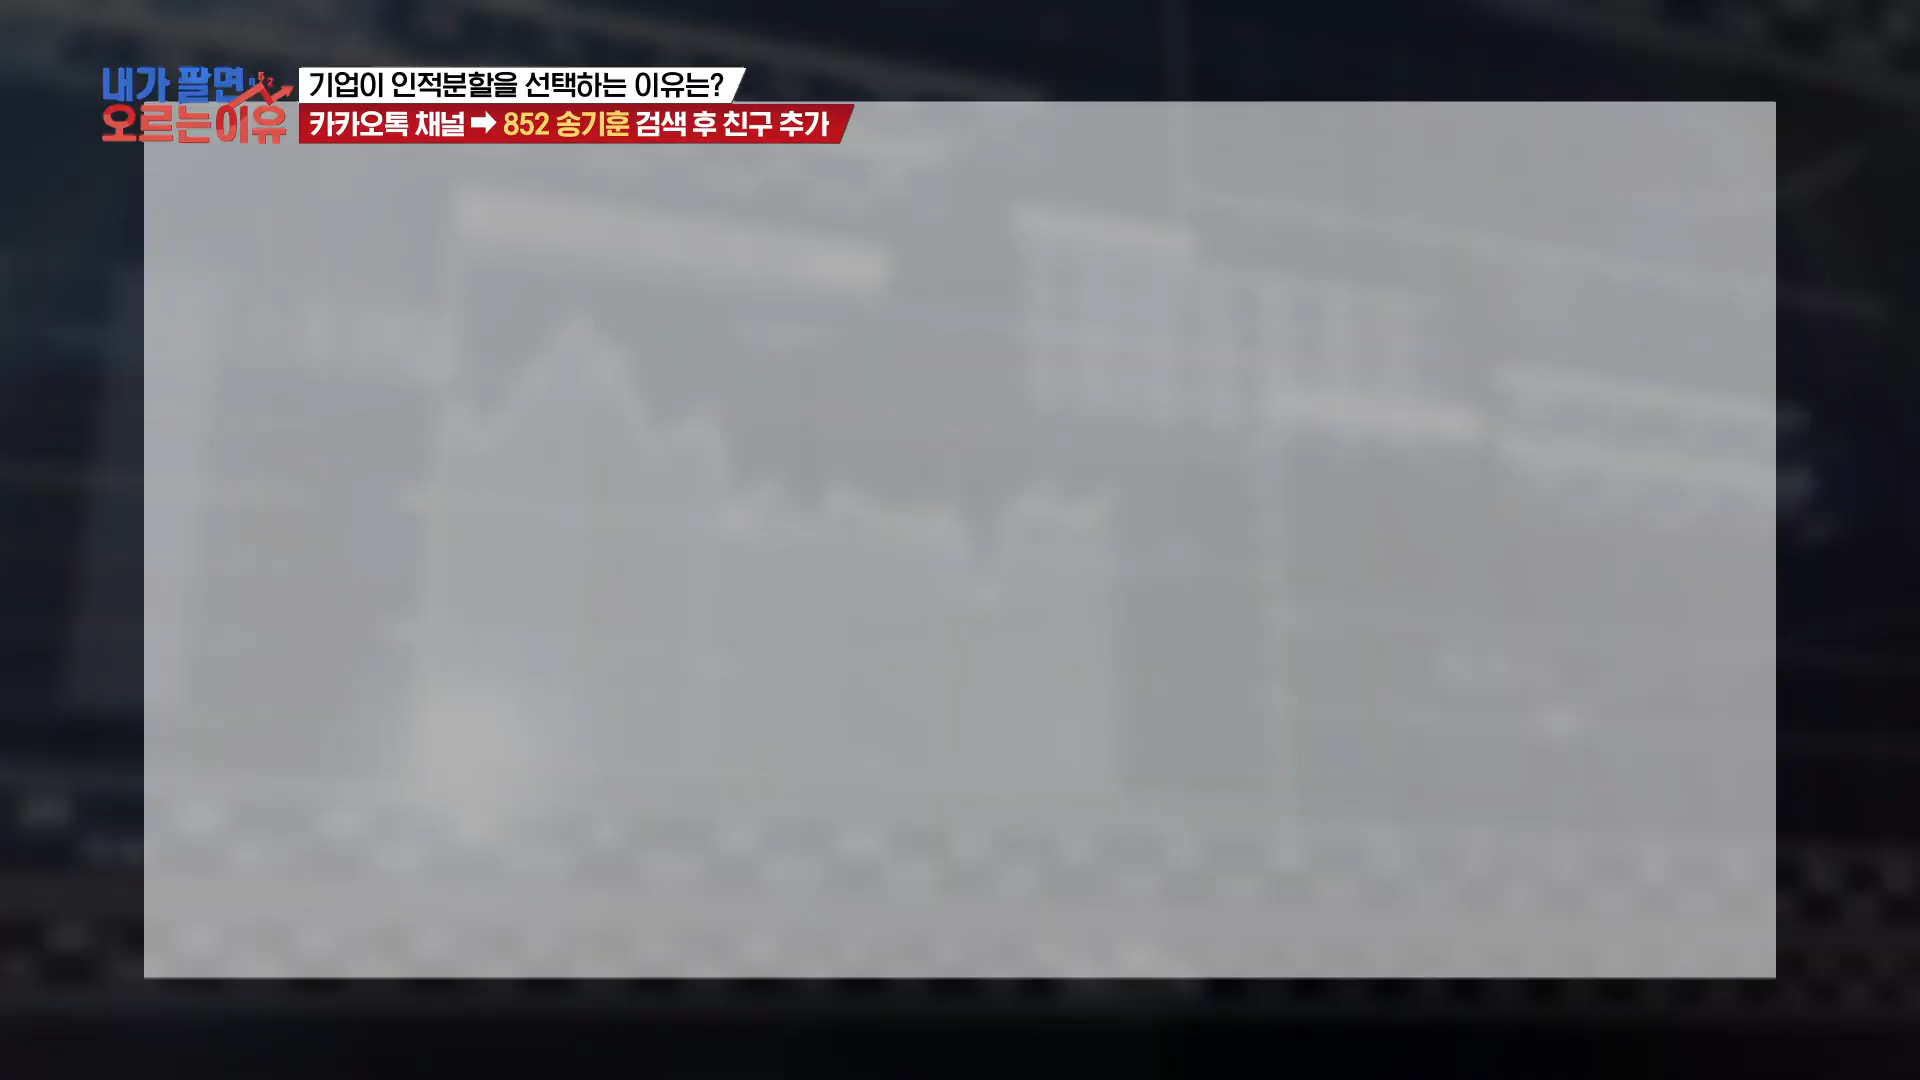 내가 팔면
오르는 이유
852
기업이 인적분할을 선택하는 이유는?
카카오톡 채널 ➡ 852 송기훈 검색 후 친구 추가